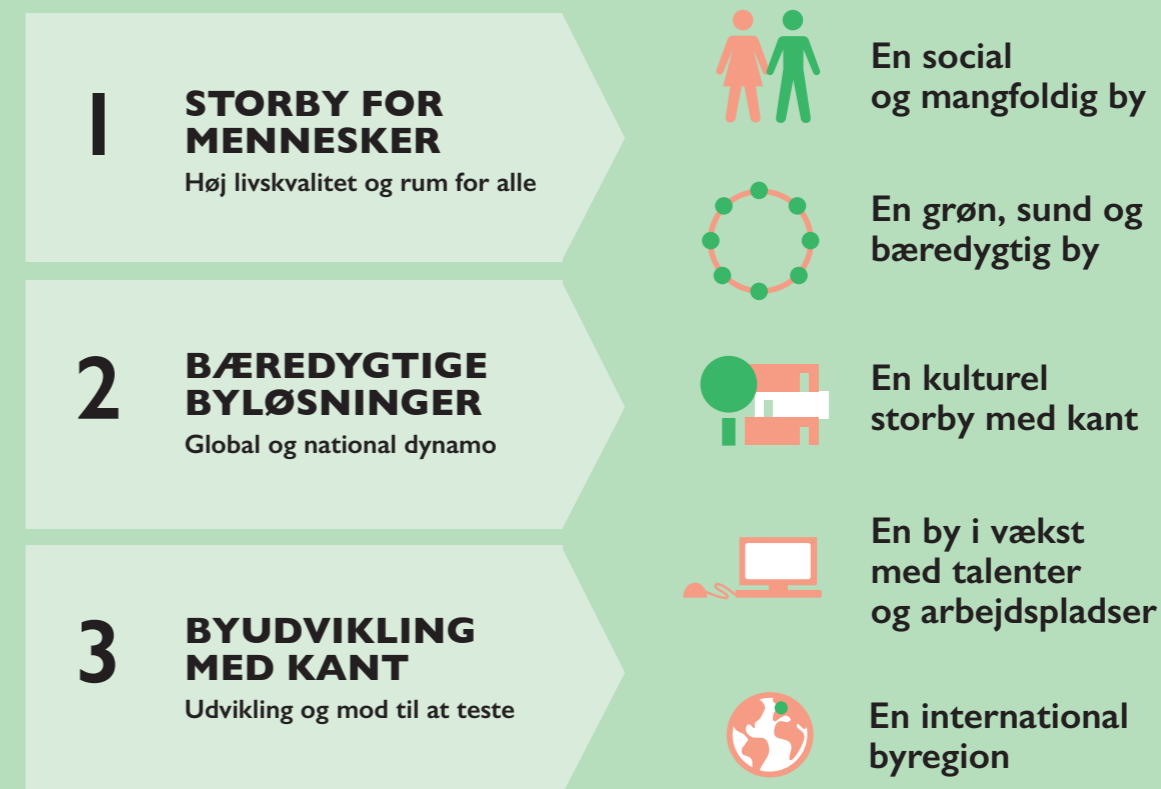 1
STORBY FOR
MENNESKER
Høj livskvalitet og rum for alle
2
BÆREDYGTIGE
BYLØSNINGER
Global og national dynamo
3
BYUDVIKLING
MED KANT
Udvikling og mod til at teste
En social
og mangfoldig by
En grøn, sund og
bæredygtig by
En kulturel
storby med kant
En by i vækst
med talenter
og arbejdspladser
En international
byregion